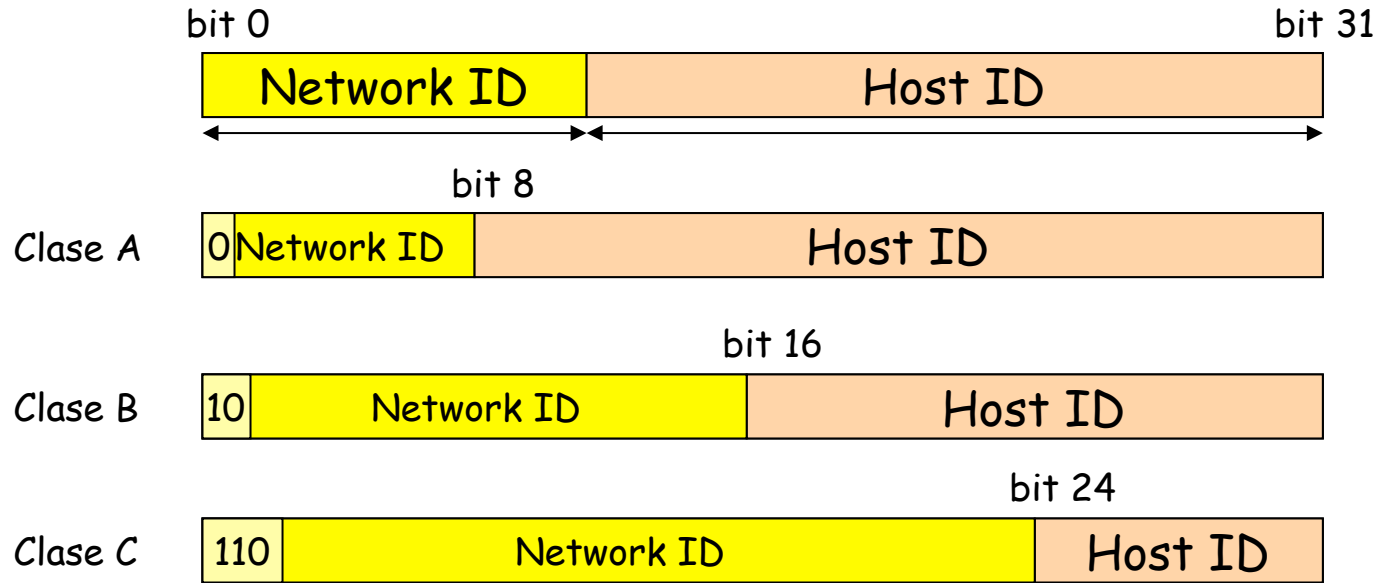 bit 0 bit 31
Network ID Host ID
bit 8
Clase A 0 Network ID Host ID
bit 16
Clase B 10 Network ID Host ID
bit 24
Clase C 110 Network ID Host ID